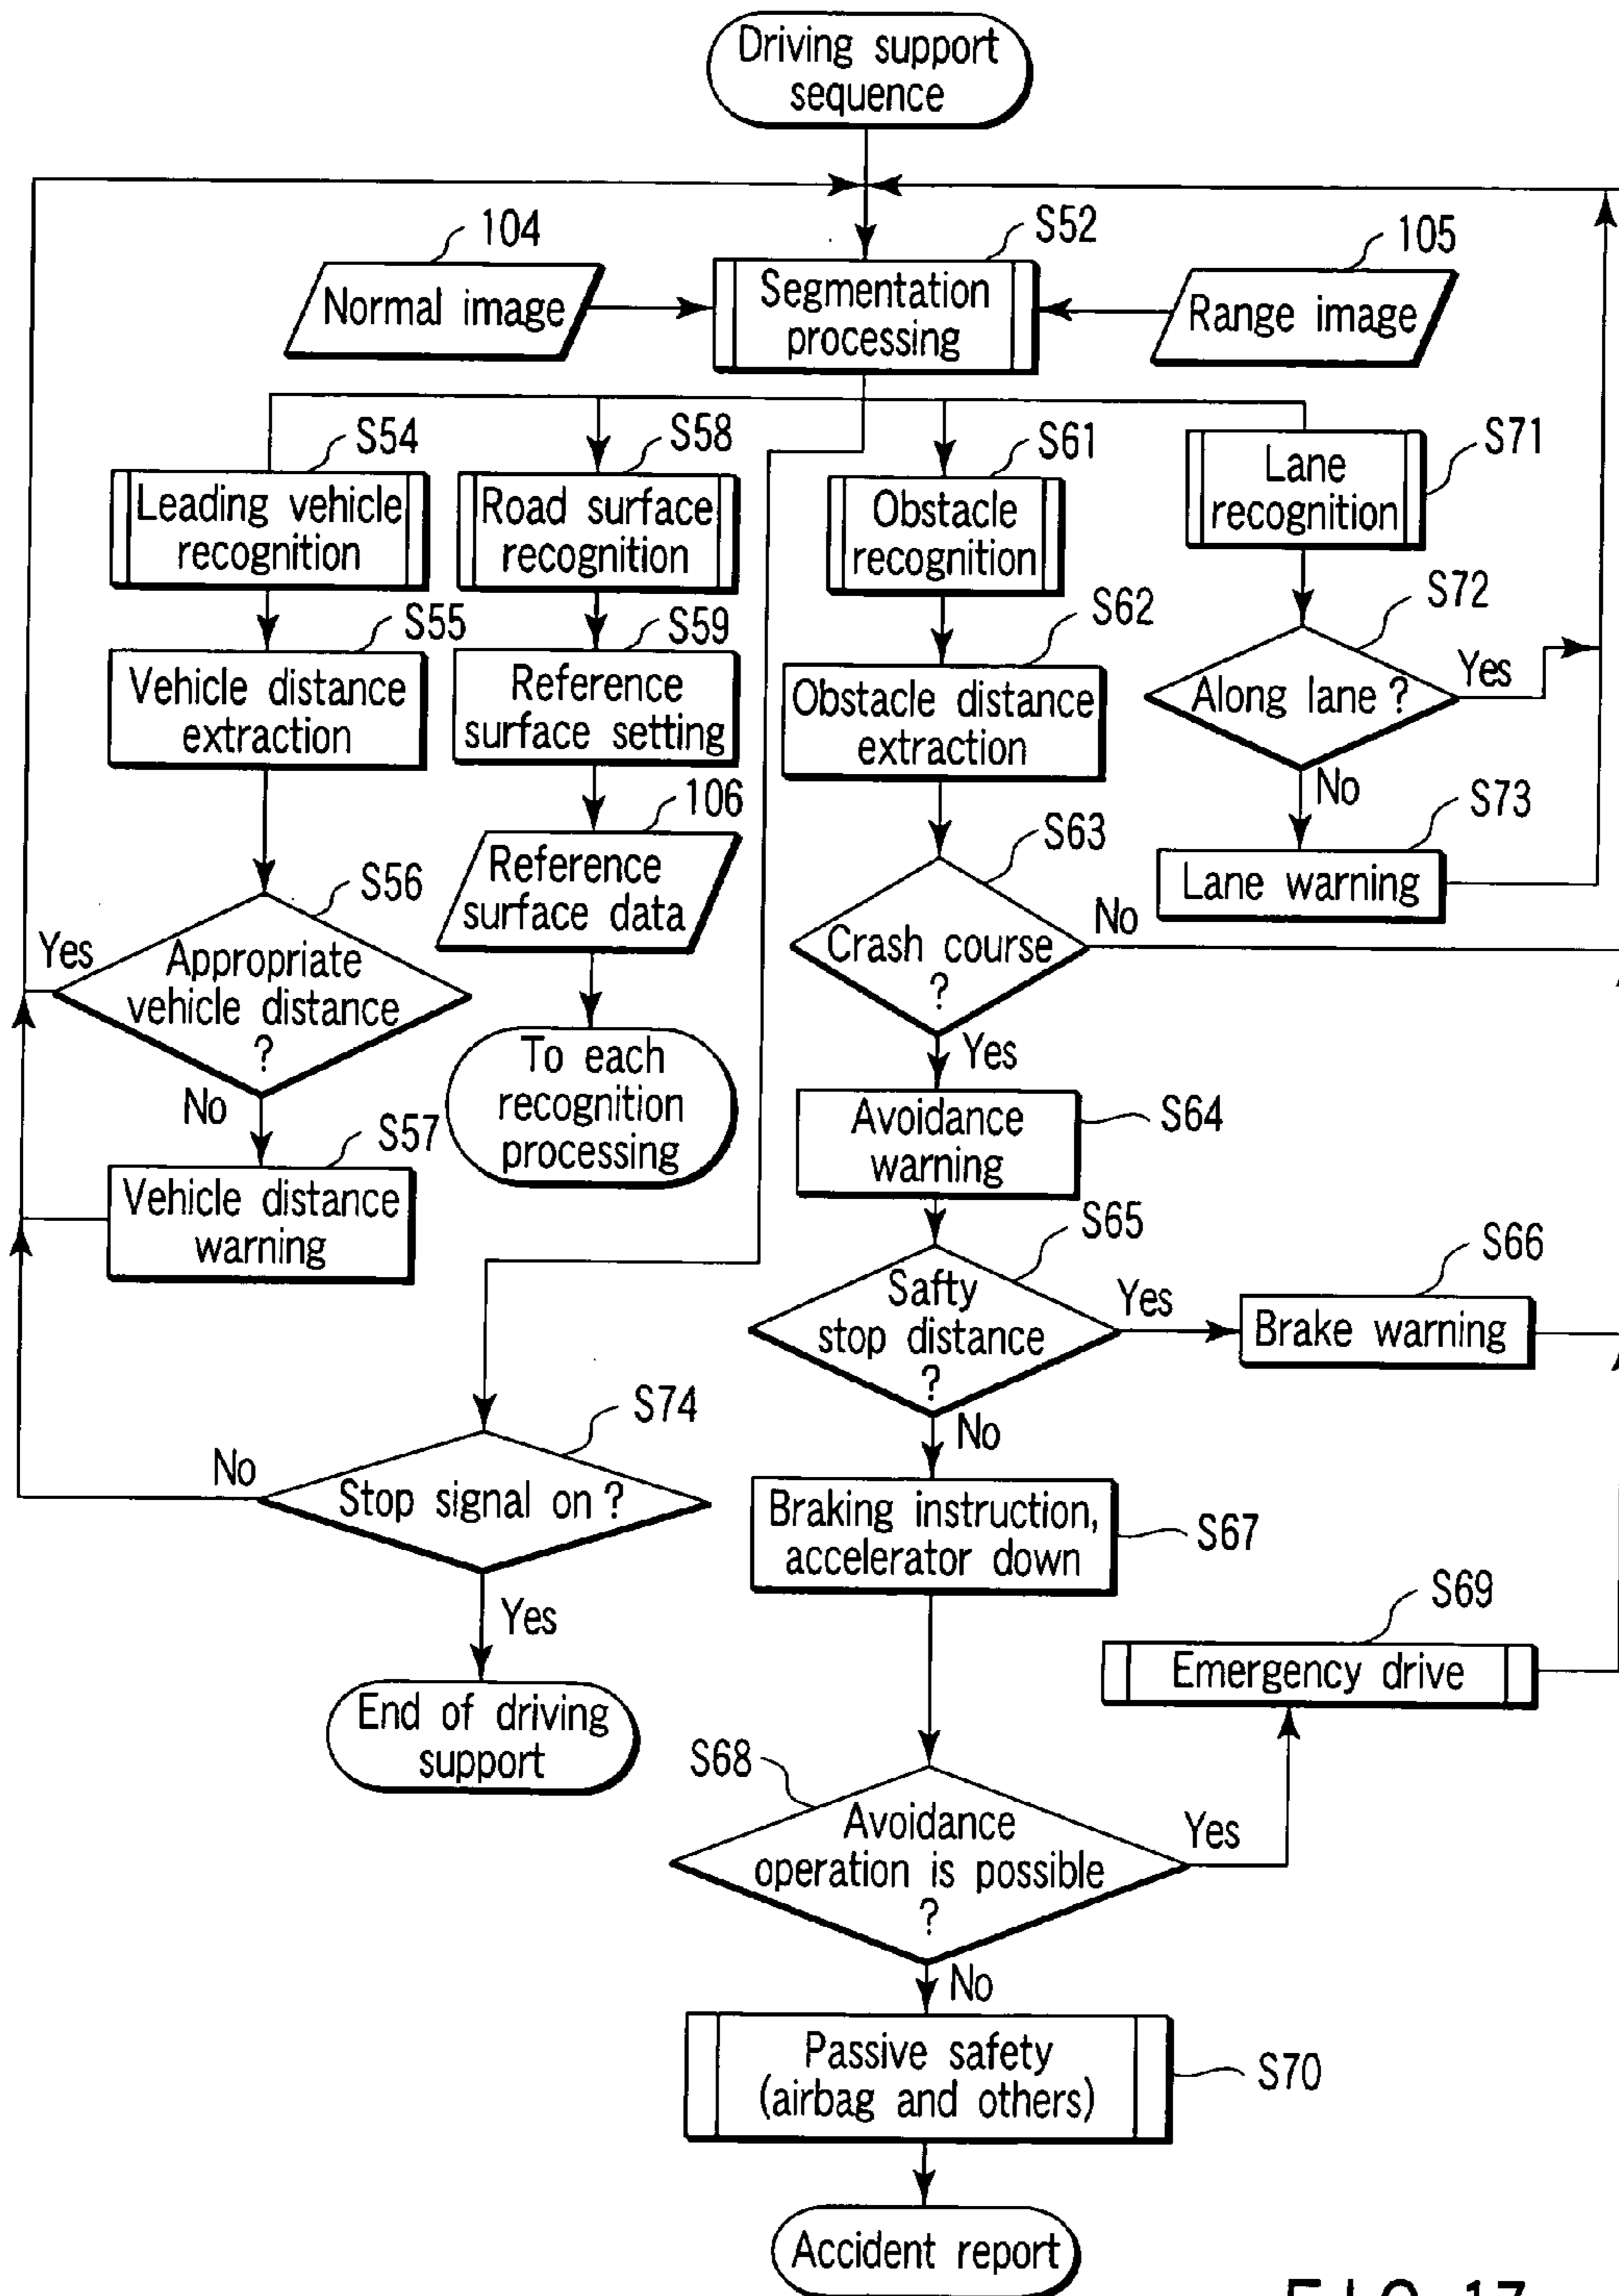 Driving support
sequence
104
S52
105
Normal image
Segmentation
processing
Range image
S54
S58
S61
S71
Leading vehicle
recognition
Road surface
recognition
Obstacle
recognition
Lane
recognition
S55
S59
S62
S72
Vehicle distance
extraction
Reference
surface setting
Obstacle distance
extraction
Along lane ?
Yes
No
106
S63
S73
Reference
surface data
Lane warning
S56
Yes
Appropriate
vehicle distance
?
No
Crash course
?
No
Yes
To each
recognition
processing
S57
Vehicle distance
warning
Avoidance
warning
S64
S65
Safty
stop distance
?
Yes
No
S66
Brake warning
S74
No
Stop signal on ?
Yes
Braking instruction,
accelerator down
S67
S69
Emergency drive
End of driving
support
S68
Avoidance
operation is possible
?
Yes
No
Passive safety
(airbag and others)
S70
Accident report